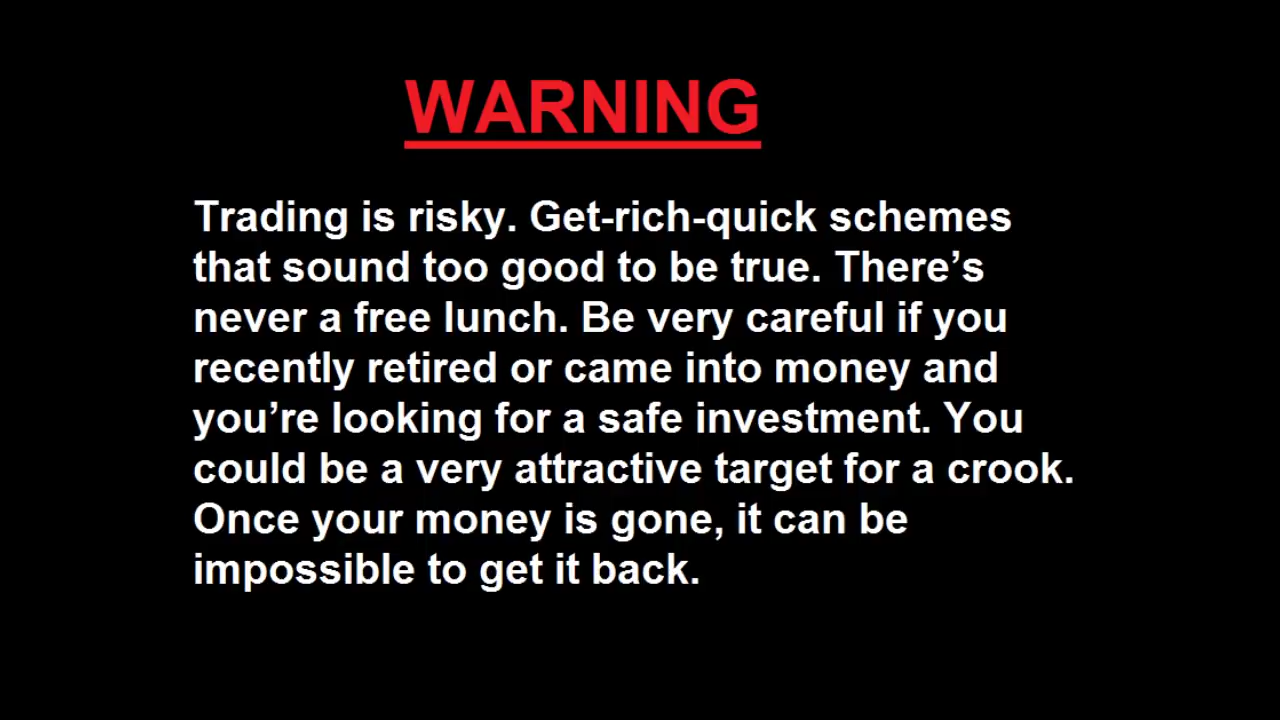 WARNING
Trading is risky. Get-rich-quick schemes
that sound too good to be true. There’s
never a free lunch. Be very careful if you
recently retired or came into money and
you’re looking for a safe investment. You
could be a very attractive target for a crook.
Once your money is gone, it can be
impossible to get it back.